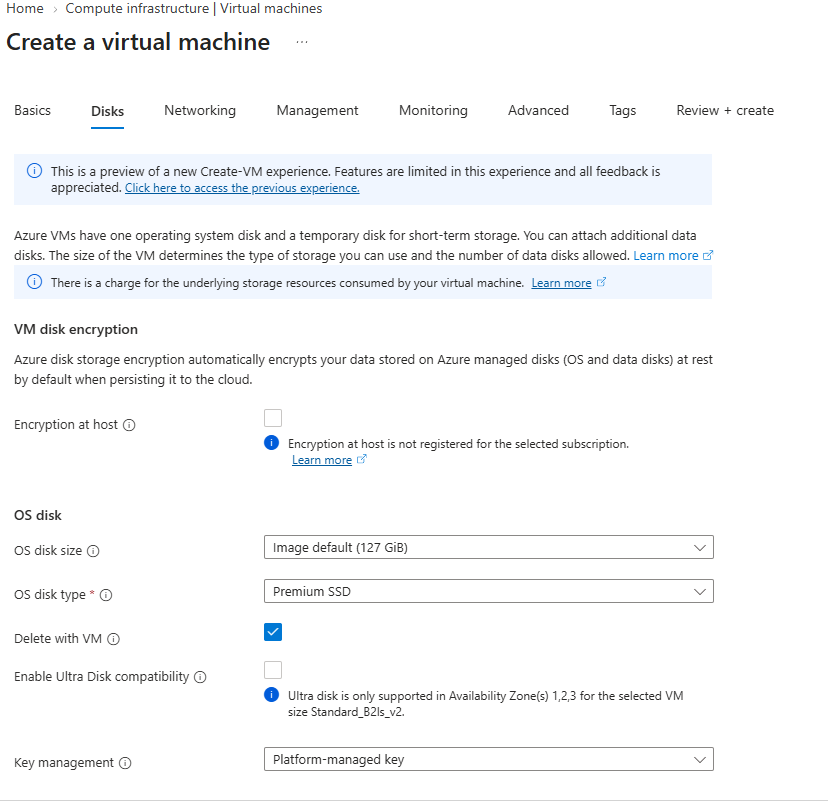 Home > Compute infrastructure | Virtual machines
Create a virtual machine ...
Basics Disks Networking Management Monitoring Advanced Tags Review + create
This is a preview of a new Create-VM experience. Features are limited in this experience and all feedback is
appreciated. Click here to access the previous experience.
Azure VMs have one operating system disk and a temporary disk for short-term storage. You can attach additional data
disks. The size of the VM determines the type of storage you can use and the number of data disks allowed. Learn more
There is a charge for the underlying storage resources consumed by your virtual machine. Learn more
VM disk encryption
Azure disk storage encryption automatically encrypts your data stored on Azure managed disks (OS and data disks) at rest
by default when persisting it to the cloud.
Encryption at host
Encryption at host is not registered for the selected subscription.
Learn more
OS disk
OS disk size Image default (127 GiB)
OS disk type * Premium SSD
Delete with VM
Enable Ultra Disk compatibility
Ultra disk is only supported in Availability Zone(s) 1,2,3 for the selected VM
size Standard_B2ls_v2.
Key management Platform-managed key